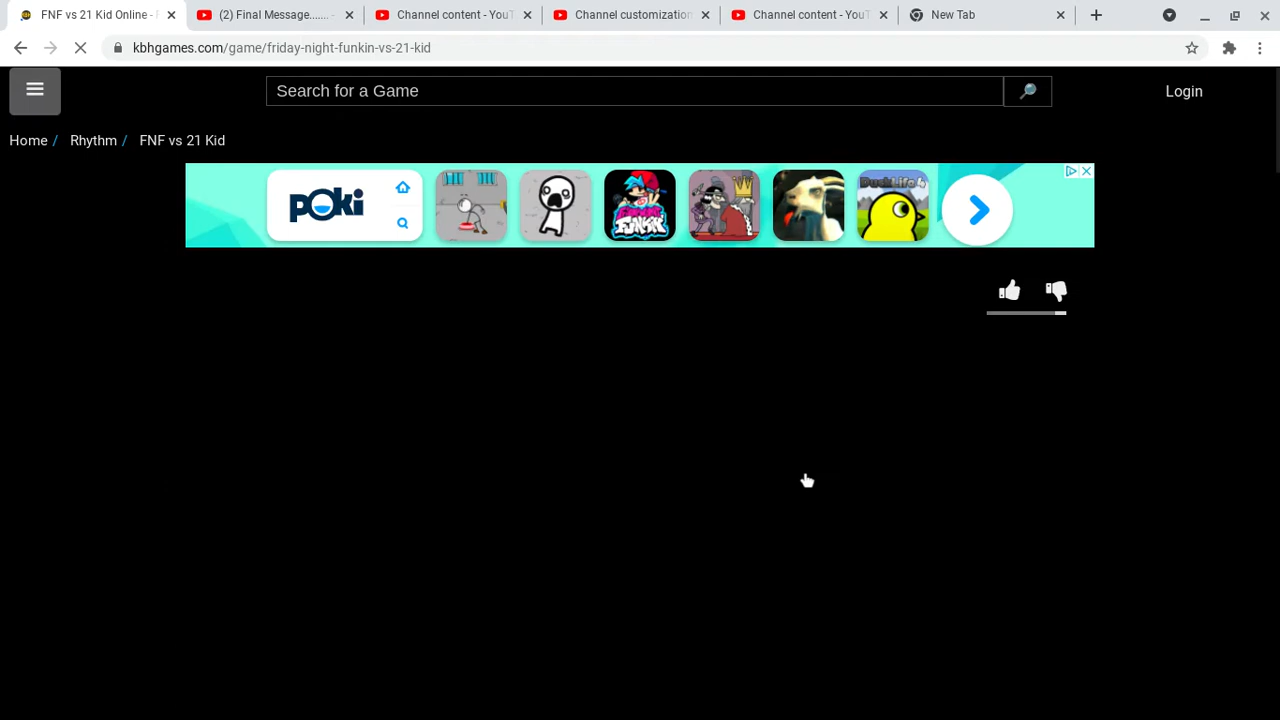 FNF vs 21 Kid Online -
(2) Final Message....... -
Channel content - YouT
Channel customization
Channel content - YouT
New Tab
kbhgames.com/game/friday-night-funkin-vs-21-kid
Search for a Game
Login
Home / Rhythm / FNF vs 21 Kid
POKi
FRIDAY NIGHT FUNKIN'
DuckLife4